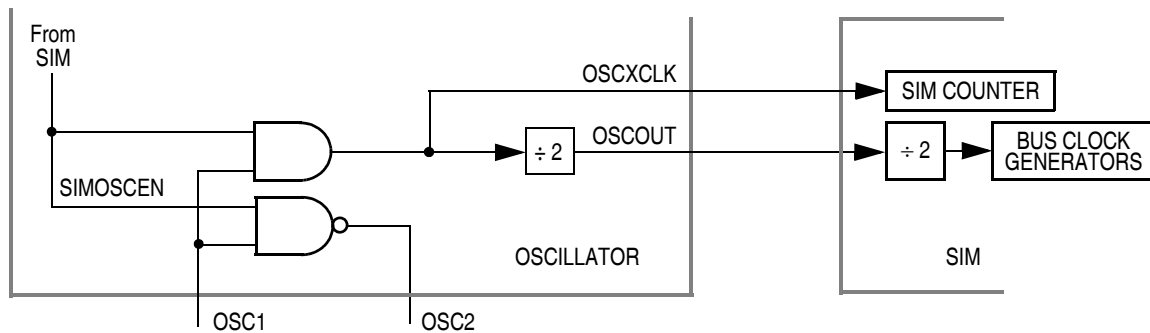 From
SIM
OSCXCLK
SIM COUNTER
÷ 2
OSCOUT
÷ 2
BUS CLOCK
GENERATORS
SIMOSCEN
OSCILLATOR
SIM
OSC1
OSC2